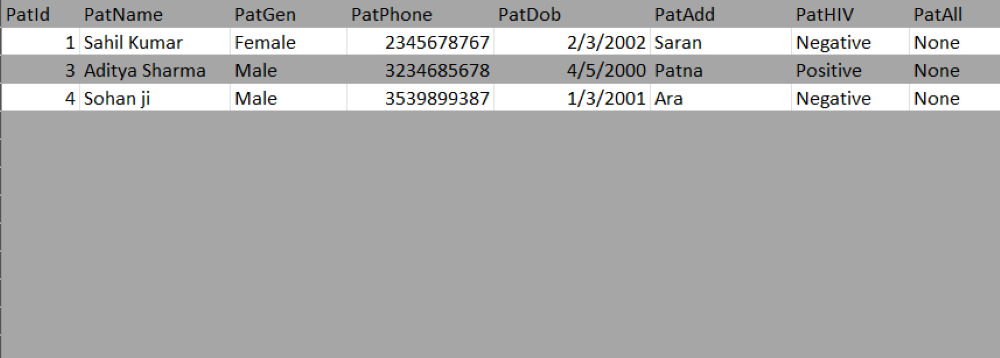 PatId PatName PatGen PatPhone PatDob PatAdd PatHIV PatAll
1 Sahil Kumar Female 2345678767 2/3/2002 Saran Negative None
3 Aditya Sharma Male 3234685678 4/5/2000 Patna Positive None
4 Sohan ji Male 3539899387 1/3/2001 Ara Negative None